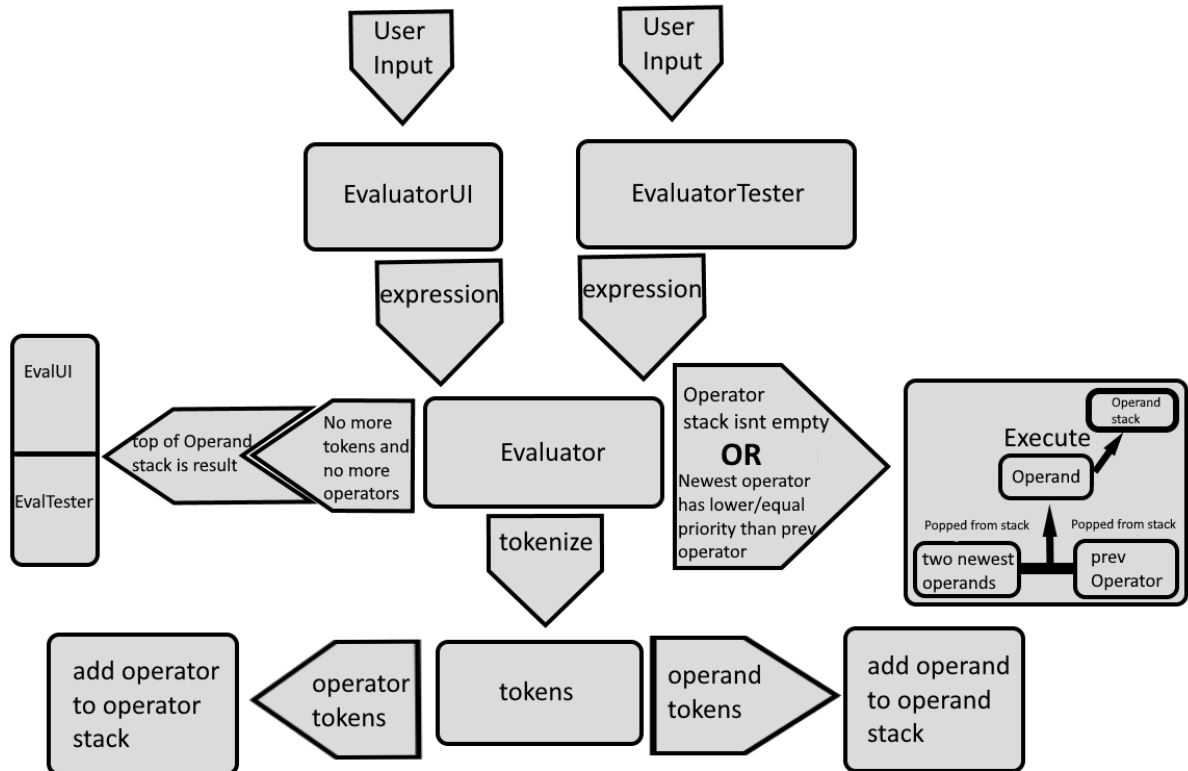 User
Input
User
Input
EvaluatorUI
EvaluatorTester
expression
expression
EvalUI
EvalTester
top of Operand
stack is result
No more
tokens and
no more
operators
Evaluator
Operator
stack isnt empty
OR
Newest operator
has lower/equal
priority than prev
operator
Operand
stack
Execute
Operand
Popped from stack
Popped from stack
two newest
operands
prev
Operator
tokenize
add operator
to operator
stack
operator
tokens
tokens
operand
tokens
add operand
to operand
stack